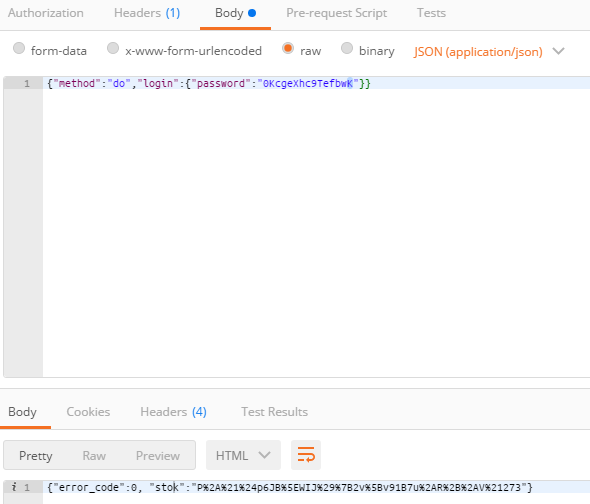 Authorization Headers (1) Body Pre-request Script Tests
form-data x-www-form-urlencoded raw binary JSON (application/json)
1 {"method":"do","login":{"password":"0KcgeXhc9TefbwK"}}
Body Cookies Headers (4) Test Results
Pretty Raw Preview HTML
i 1 {"error_code":0, "stok":"P%2A%21%24p6JB%5EWIJ%29%7B2v%5Bv91B7u%2AR%2B%2AV%21273"}